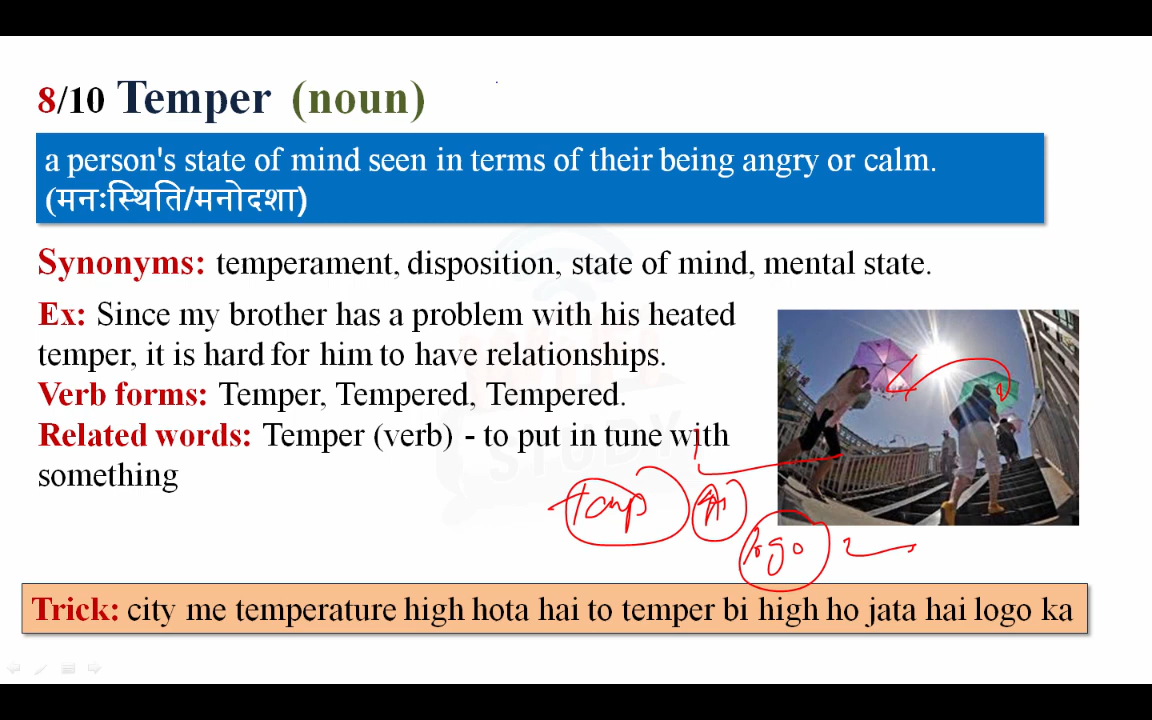 8/10 Temper (noun)
a person's state of mind seen in terms of their being angry or calm.
(मनःस्थिति/मनोदशा)
Synonyms: temperament, disposition, state of mind, mental state.
Ex: Since my brother has a problem with his heated
temper, it is hard for him to have relationships.
Verb forms: Temper, Tempered, Tempered.
Related words: Temper (verb) - to put in tune with
something
STUDY
temp
logo
Trick: city me temperature high hota hai to temper bi high ho jata hai logo ka